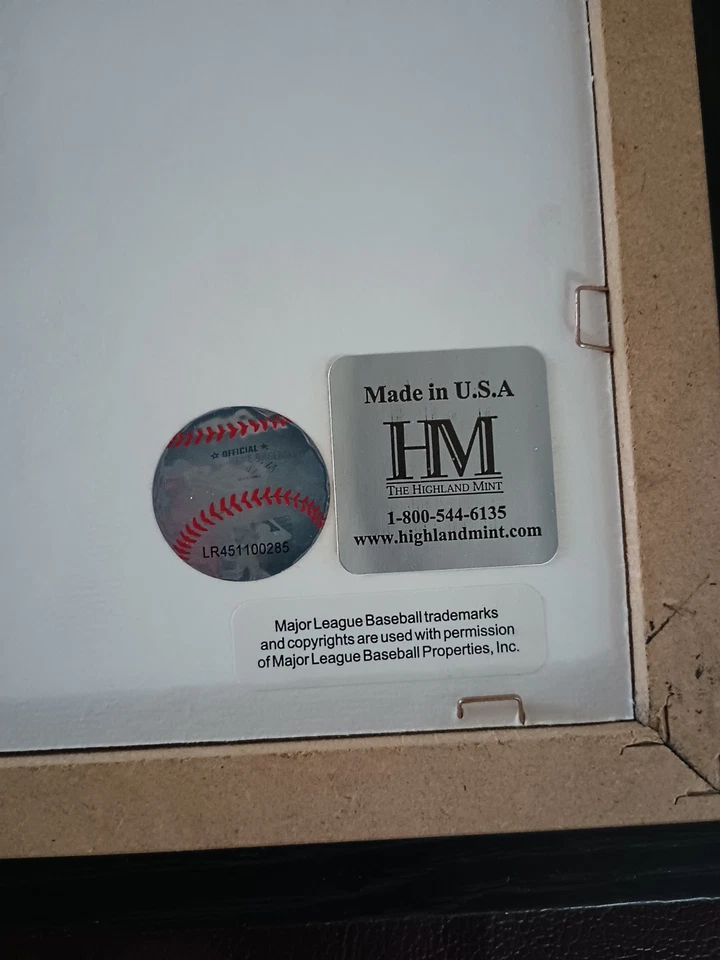 ☆ OFFICIAL ☆
LR451100285
Made in U.S.A
HM
THE HIGHLAND MINT
1-800-544-6135
www.highlandmint.com
Major League Baseball trademarks
and copyrights are used with permission
of Major League Baseball Properties, Inc.